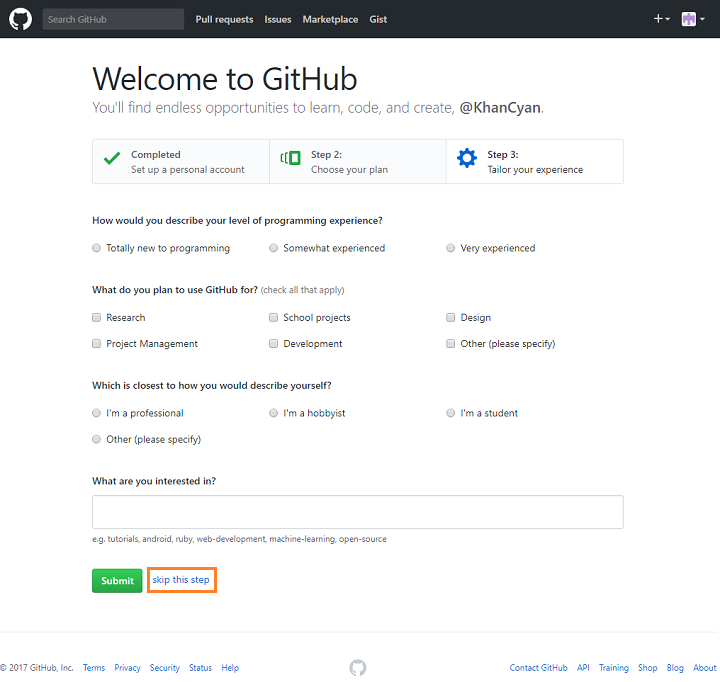 Search GitHub Pull requests Issues Marketplace Gist
Welcome to GitHub
You'll find endless opportunities to learn, code, and create, @KhanCyan.
Completed
Set up a personal account
Step 2:
Choose your plan
Step 3:
Tailor your experience
How would you describe your level of programming experience?
Totally new to programming Somewhat experienced Very experienced
What do you plan to use GitHub for? (check all that apply)
Research School projects Design
Project Management Development Other (please specify)
Which is closest to how you would describe yourself?
I'm a professional I'm a hobbyist I'm a student
Other (please specify)
What are you interested in?
e.g. tutorials, android, ruby, web-development, machine-learning, open-source
Submit skip this step
© 2017 GitHub, Inc. Terms Privacy Security Status Help Contact GitHub API Training Shop Blog About